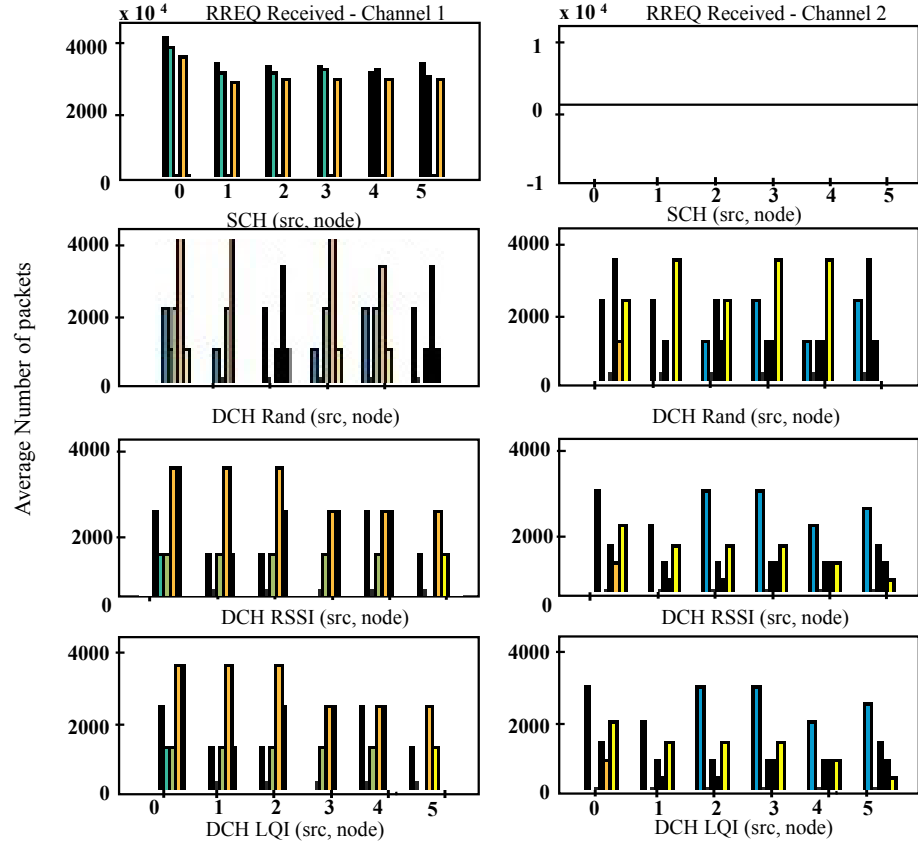 x 10 4
RREQ Received - Channel 1
4000
2000
0
0 1 2 3 4 5
SCH (src, node)
x 10 4
RREQ Received - Channel 2
1
0
-1
0 1 2 3 4 5
SCH (src, node)
Average Number of packets
4000
2000
0
DCH Rand (src, node)
4000
2000
0
DCH Rand (src, node)
4000
2000
0
DCH RSSI (src, node)
4000
2000
0
DCH RSSI (src, node)
4000
2000
0
0 1 2 3 4 5
DCH LQI (src, node)
4000
2000
0
0 1 2 3 4 5
DCH LQI (src, node)